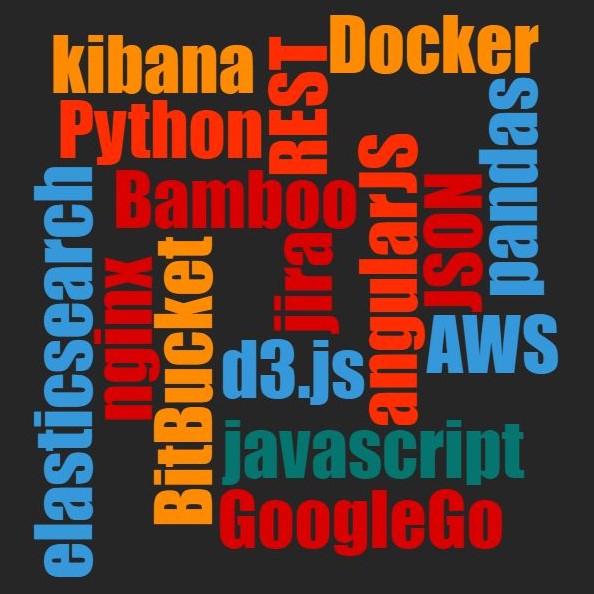 kibana
Docker
REST
Python
pandas
Bamboo
angularJS
JSON
elasticsearch
nginx
BitBucket
jira
d3.js
AWS
javascript
GoogleGo